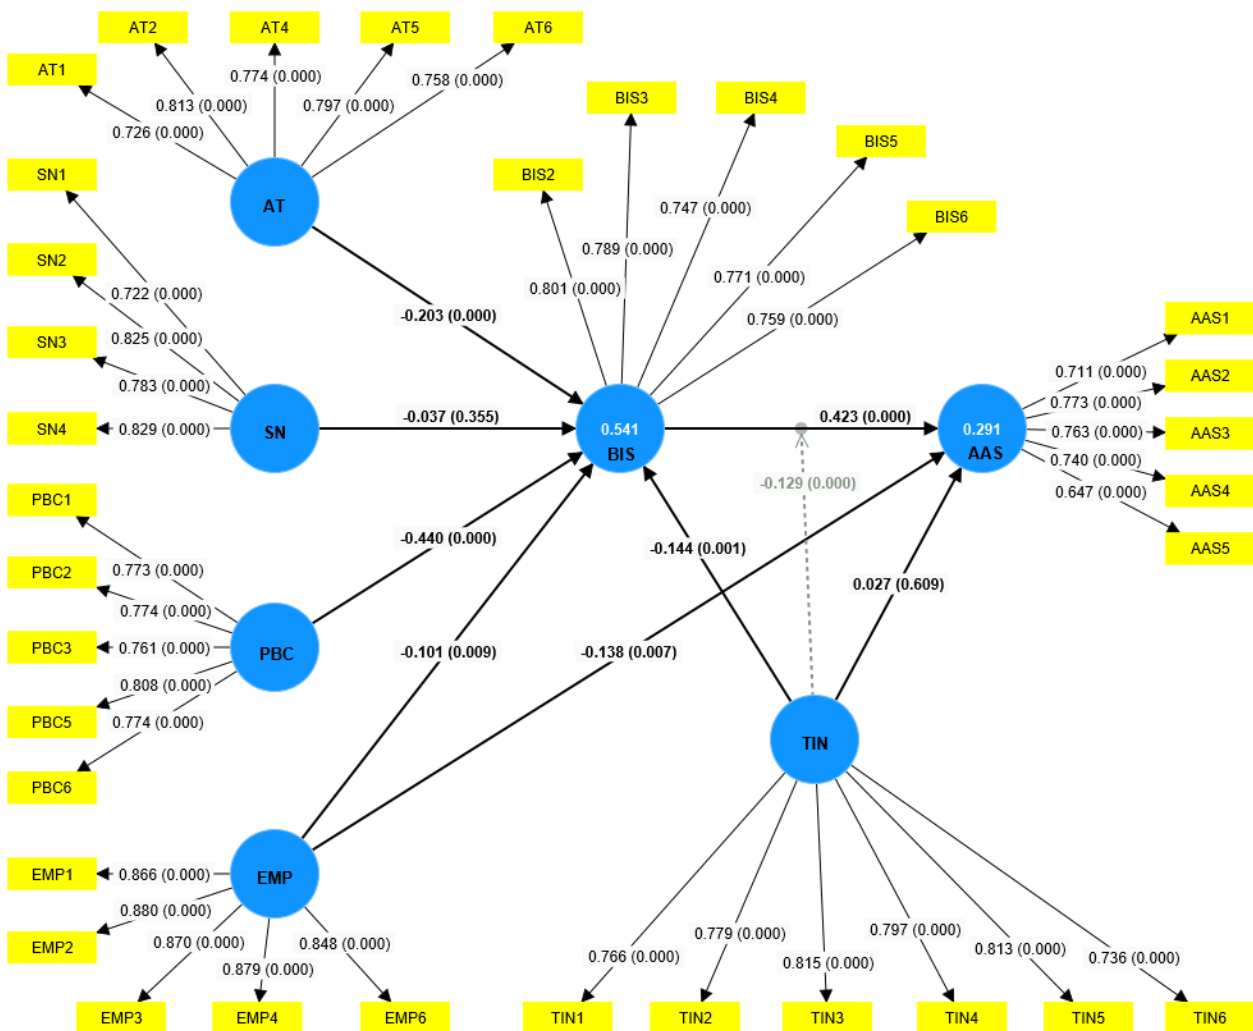 AT2
AT4
AT5
AT6
AT1
0.726 (0.000)
0.813 (0.000)
0.774 (0.000)
0.797 (0.000)
0.758 (0.000)
AT
SN1
SN2
SN3
SN4
0.722 (0.000)
0.825 (0.000)
0.783 (0.000)
0.829 (0.000)
SN
PBC1
PBC2
PBC3
PBC5
PBC6
0.773 (0.000)
0.774 (0.000)
0.761 (0.000)
0.808 (0.000)
0.774 (0.000)
PBC
EMP1
EMP2
EMP3
EMP4
EMP6
0.866 (0.000)
0.880 (0.000)
0.870 (0.000)
0.879 (0.000)
0.848 (0.000)
EMP
BIS2
BIS3
BIS4
BIS5
BIS6
0.801 (0.000)
0.789 (0.000)
0.747 (0.000)
0.771 (0.000)
0.759 (0.000)
0.541
BIS
-0.203 (0.000)
-0.037 (0.355)
-0.440 (0.000)
-0.101 (0.009)
-0.138 (0.007)
-0.144 (0.001)
0.423 (0.000)
-0.129 (0.000)
0.027 (0.609)
0.291
AAS
0.711 (0.000)
0.773 (0.000)
0.763 (0.000)
0.740 (0.000)
0.647 (0.000)
AAS1
AAS2
AAS3
AAS4
AAS5
TIN
0.766 (0.000)
0.779 (0.000)
0.815 (0.000)
0.797 (0.000)
0.813 (0.000)
0.736 (0.000)
TIN1
TIN2
TIN3
TIN4
TIN5
TIN6